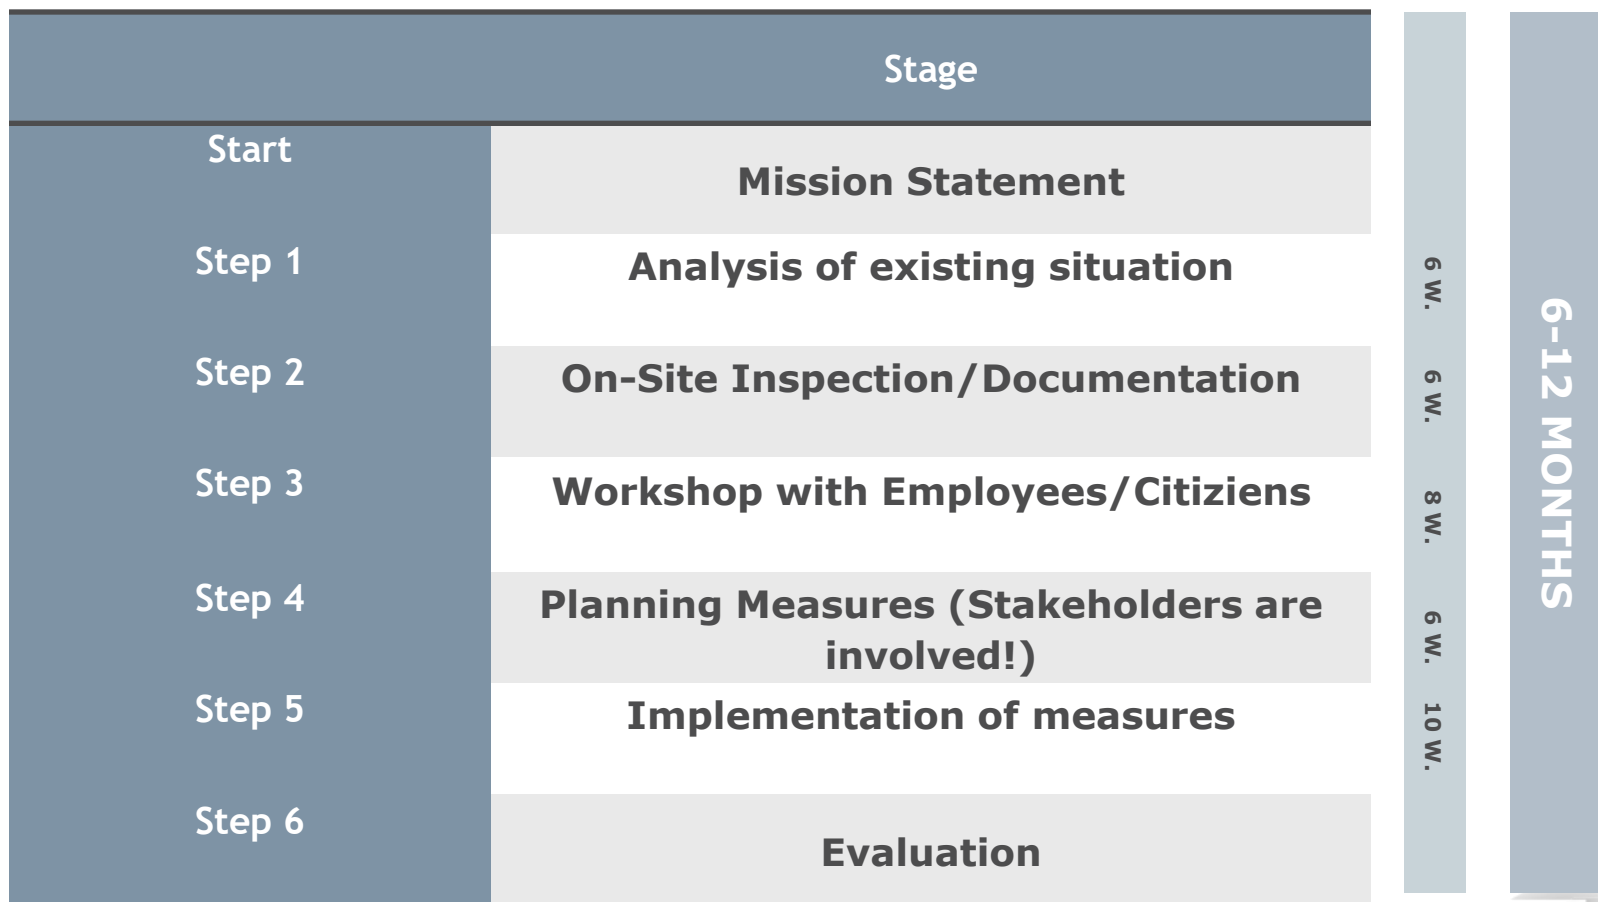 Stage
Start
Mission Statement
Step 1
Analysis of existing situation
6 W.
Step 2
On-Site Inspection/Documentation
6 W.
Step 3
Workshop with Employees/Citiziens
8 W.
Step 4
Planning Measures (Stakeholders are
involved!)
6 W.
Step 5
Implementation of measures
10 W.
Step 6
Evaluation
6-12 MONTHS